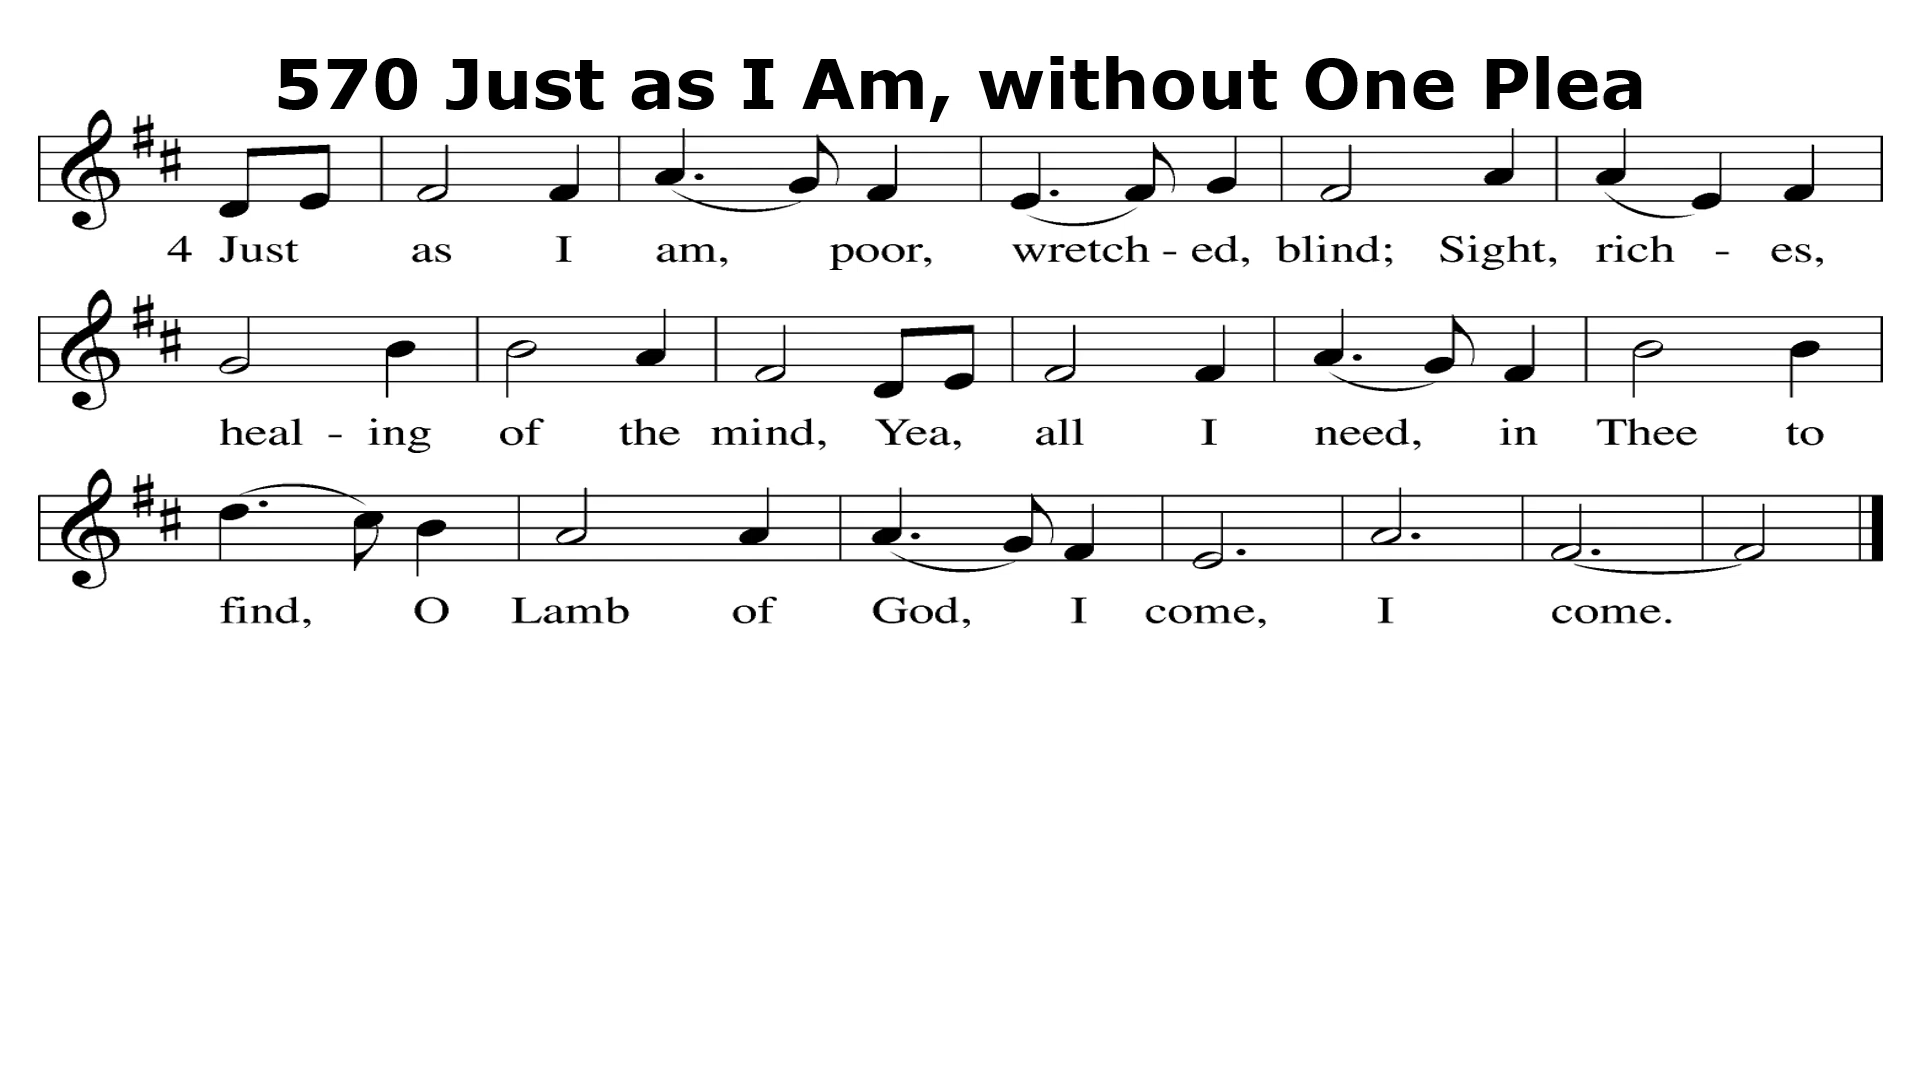 570 Just as I Am, without One Plea
4 Just as I am, poor, wretch - ed, blind; Sight, rich - es,
heal - ing of the mind, Yea, all I need, in Thee to
find, O Lamb of God, I come, I come.